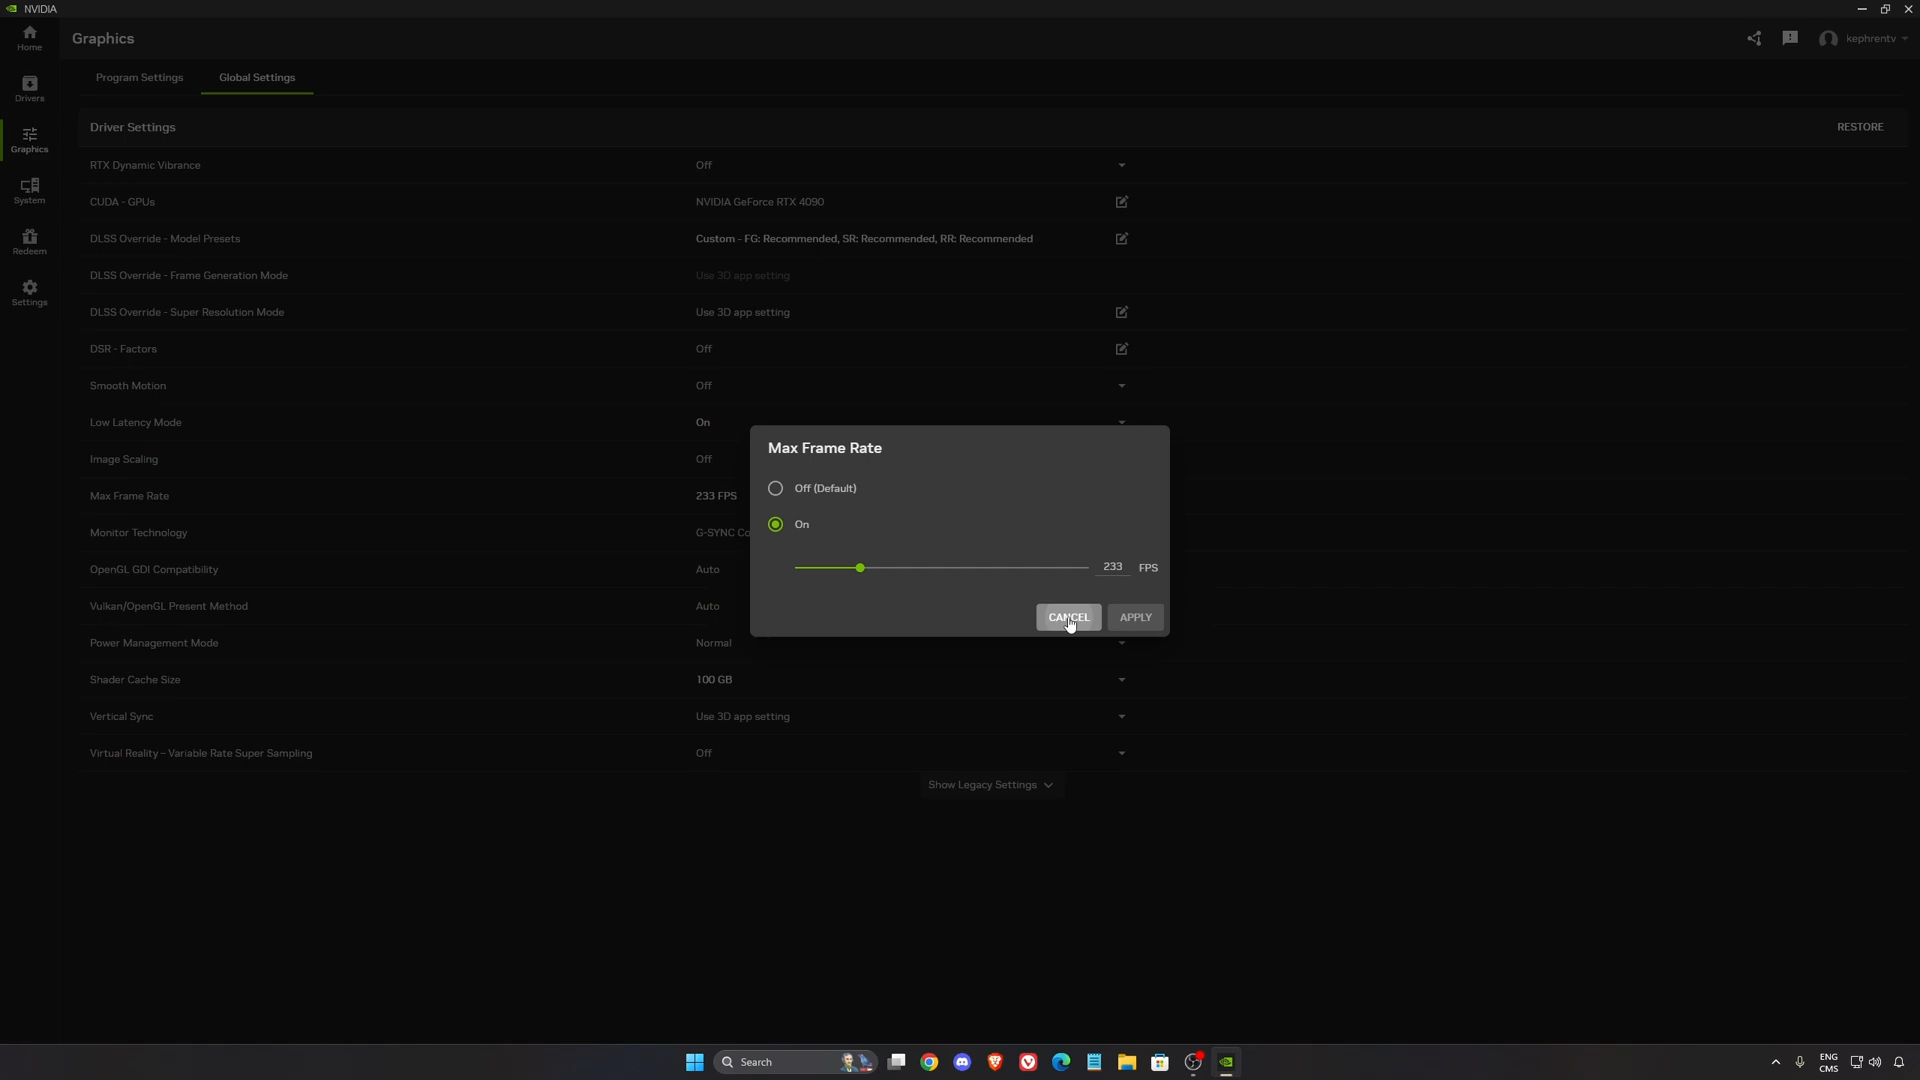 NVIDIA
Home
Graphics
kephrentv
Program Settings
Global Settings
Drivers
Driver Settings
RESTORE
Graphics
RTX Dynamic Vibrance
Off
System
CUDA - GPUs
NVIDIA GeForce RTX 4090
Redeem
DLSS Override - Model Presets
Custom - FG: Recommended, SR: Recommended, RR: Recommended
DLSS Override - Frame Generation Mode
Use 3D app setting
Settings
DLSS Override - Super Resolution Mode
Use 3D app setting
DSR - Factors
Off
Smooth Motion
Off
Low Latency Mode
On
Image Scaling
Off
Max Frame Rate
233 FPS
Monitor Technology
G-SYNC Co
OpenGL GDI Compatibility
Auto
Vulkan/OpenGL Present Method
Auto
Power Management Mode
Normal
Shader Cache Size
100 GB
Vertical Sync
Use 3D app setting
Virtual Reality – Variable Rate Super Sampling
Off
Show Legacy Settings
Max Frame Rate
Off (Default)
On
233 FPS
CANCEL
APPLY
Search
ENG
CMS